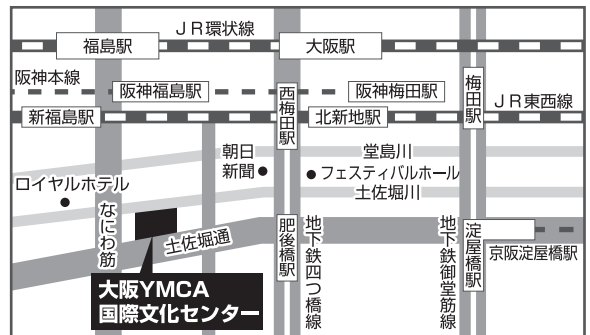 JR環状線
福島駅
大阪駅
阪神本線
阪神福島駅
西梅田駅
阪神梅田駅
梅田駅
JR東西線
新福島駅
北新地駅
朝日
新聞
堂島川
フェスティバルホール
土佐堀川
ロイヤルホテル
なにわ筋
土佐堀通
肥後橋駅
地下鉄四つ橋線
地下鉄御堂筋線
淀屋橋駅
京阪淀屋橋駅
大阪YMCA
国際文化センター